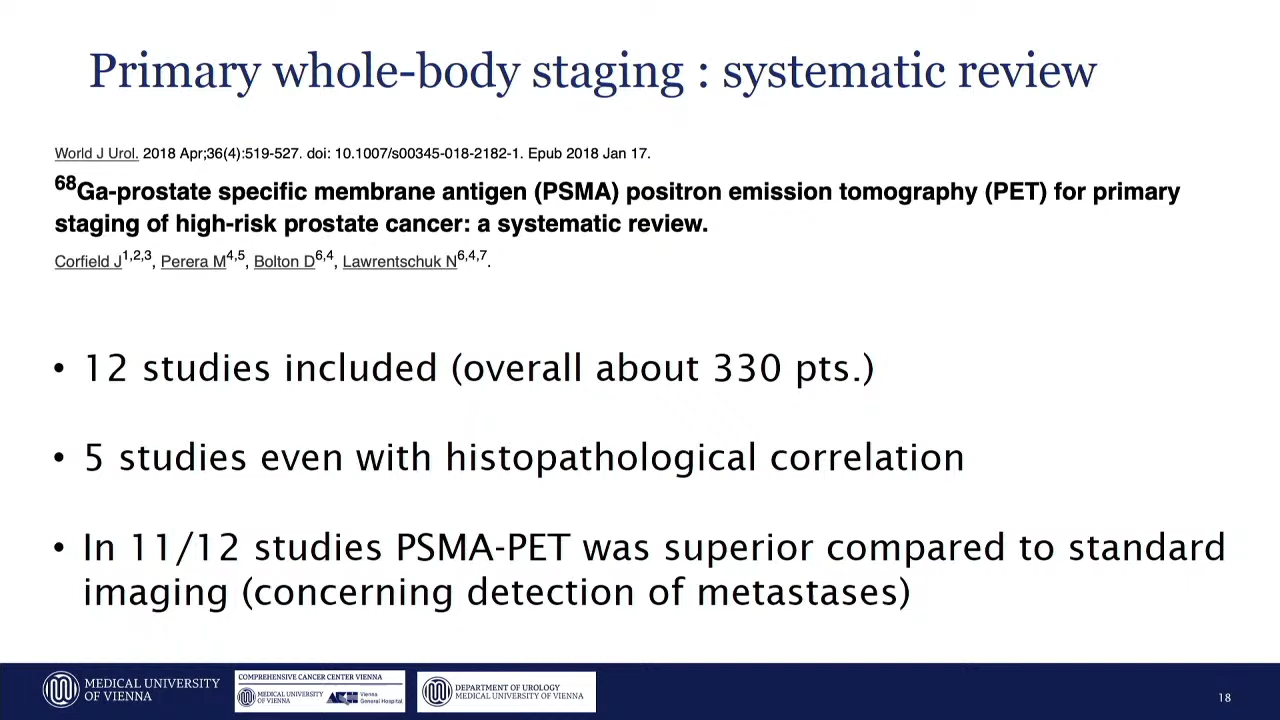 Primary whole-body staging : systematic review
World J Urol. 2018 Apr;36(4):519-527. doi: 10.1007/s00345-018-2182-1. Epub 2018 Jan 17.
68Ga-prostate specific membrane antigen (PSMA) positron emission tomography (PET) for primary
staging of high-risk prostate cancer: a systematic review.
Corfield J1,2,3, Perera M4,5, Bolton D6,4, Lawrentschuk N6,4,7.
• 12 studies included (overall about 330 pts.)
• 5 studies even with histopathological correlation
• In 11/12 studies PSMA-PET was superior compared to standard
imaging (concerning detection of metastases)
MEDICAL UNIVERSITY
OF VIENNA
COMPREHENSIVE CANCER CENTER VIENNA
MEDICAL UNIVERSITY
OF VIENNA
AKH
Vienna
General Hospital
DEPARTMENT OF UROLOGY
MEDICAL UNIVERSITY OF VIENNA
18